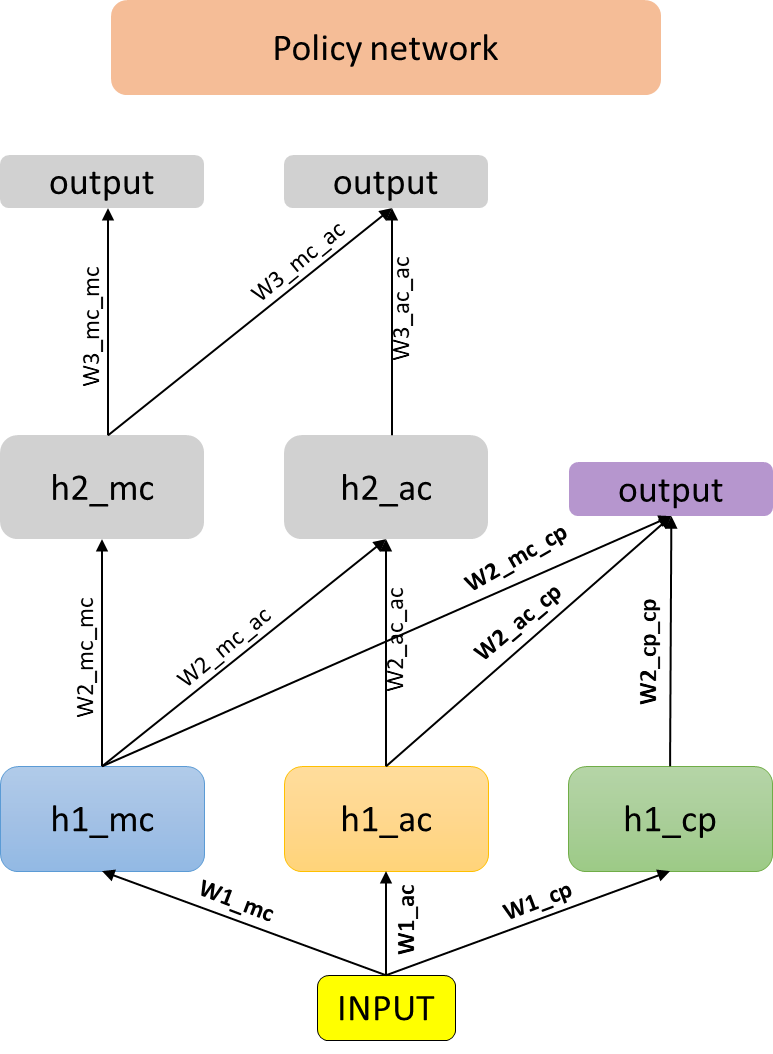 Policy network
output
output
W3_mc_mc
W3_mc_ac
W3_ac_ac
h2_mc
h2_ac
output
W2_mc_mc
W2_mc_ac
W2_ac_ac
W2_mc_cp
W2_ac_cp
W2_cp_cp
h1_mc
h1_ac
h1_cp
W1_mc
W1_ac
W1_cp
INPUT